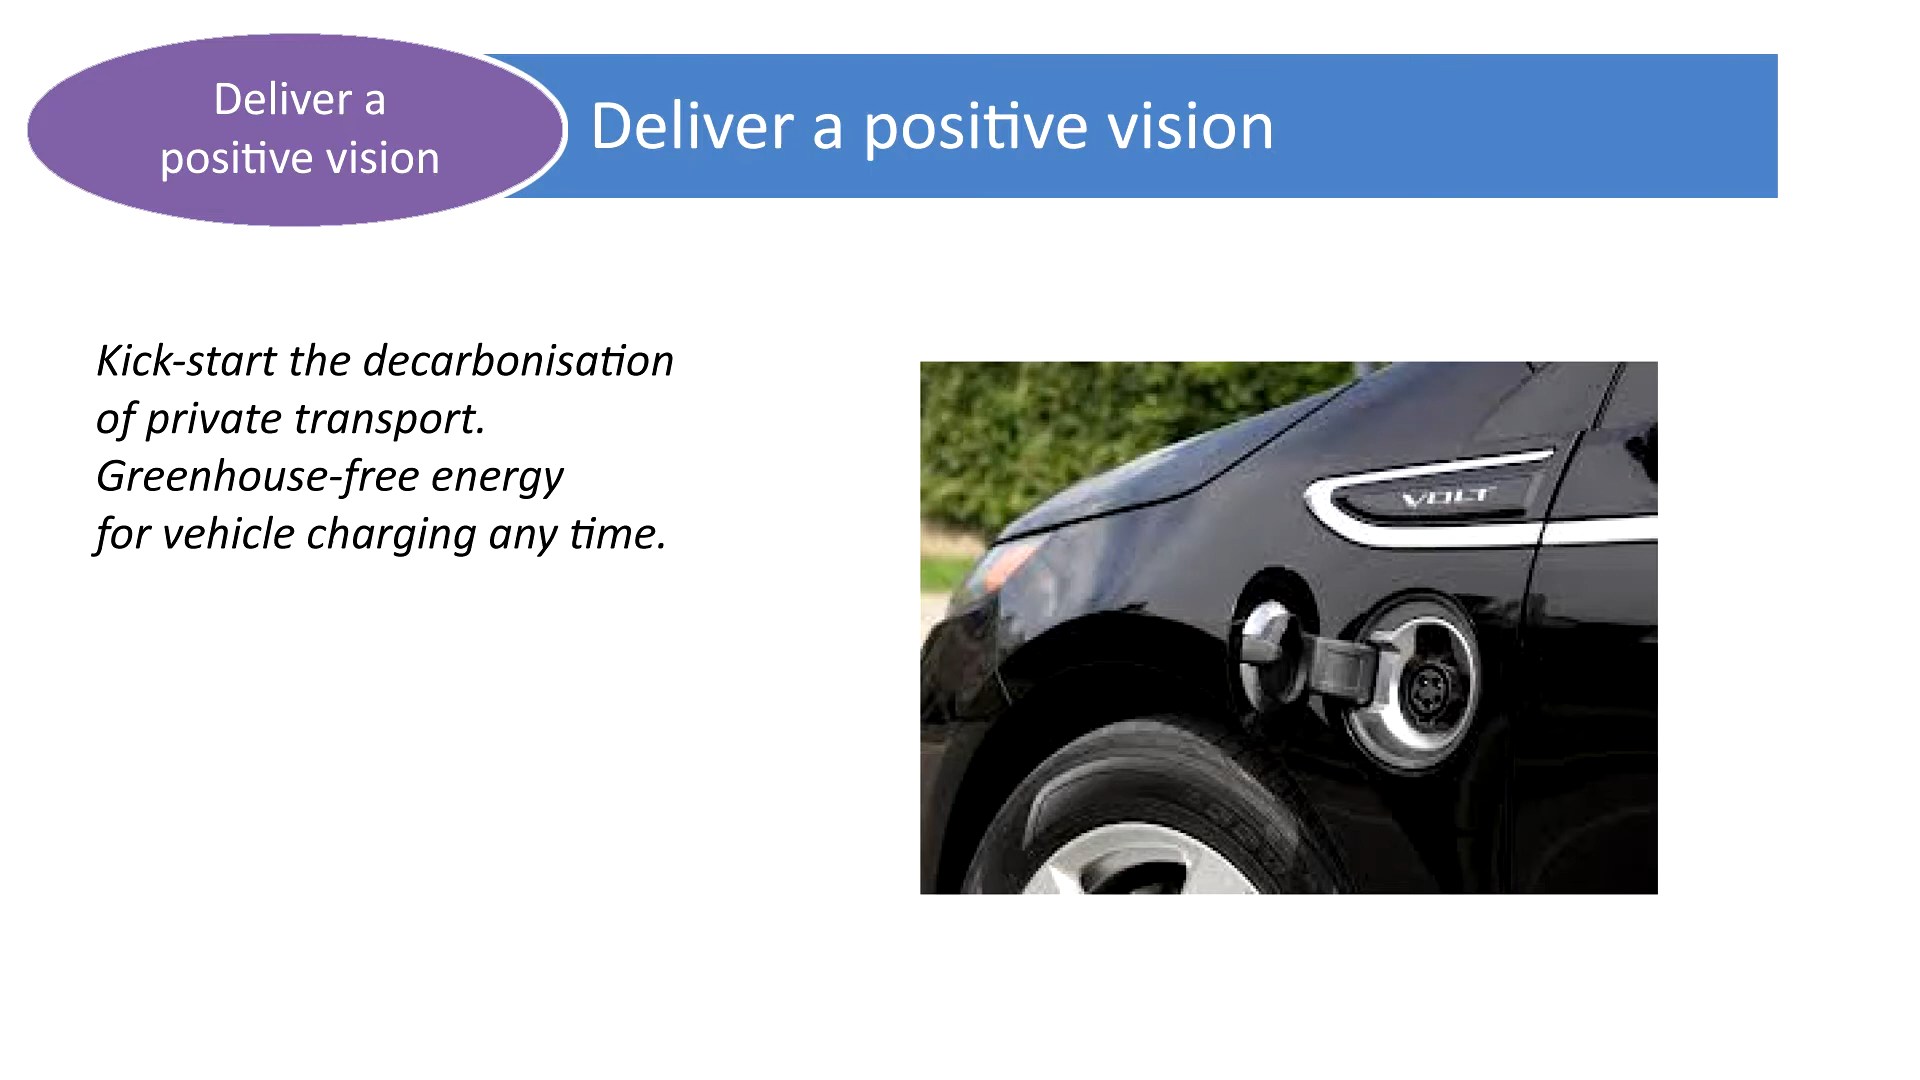 Deliver a
positive vision
Deliver a positive vision
Kick-start the decarbonisation
of private transport.
Greenhouse-free energy
for vehicle charging any time.
VOLT